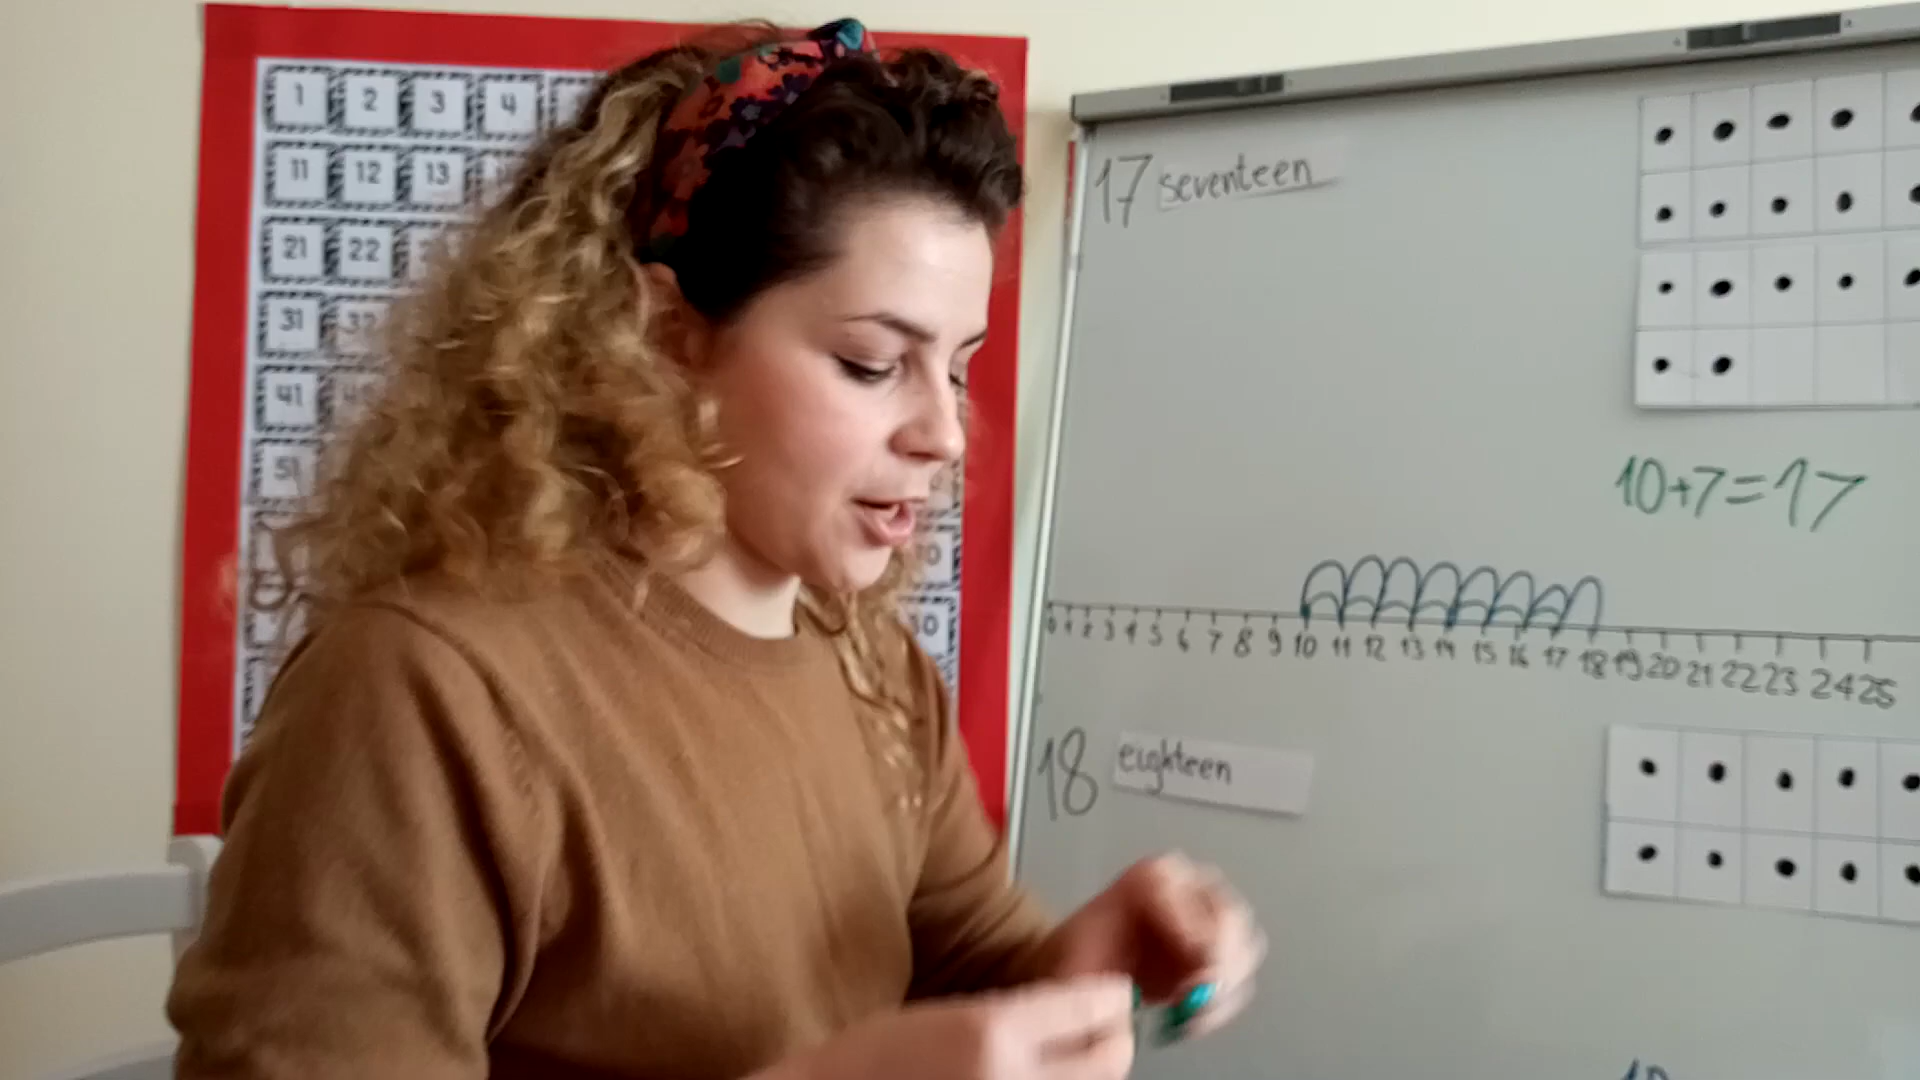 1 2 3 4
11 12 13
21 22
31 32
41
51
17 seventeen
10+7=17
0 1 2 3 4 5 6 7 8 9 10 11 12 13 14 15 16 17 18 19 20 21 22 23 24 25
18 eighteen